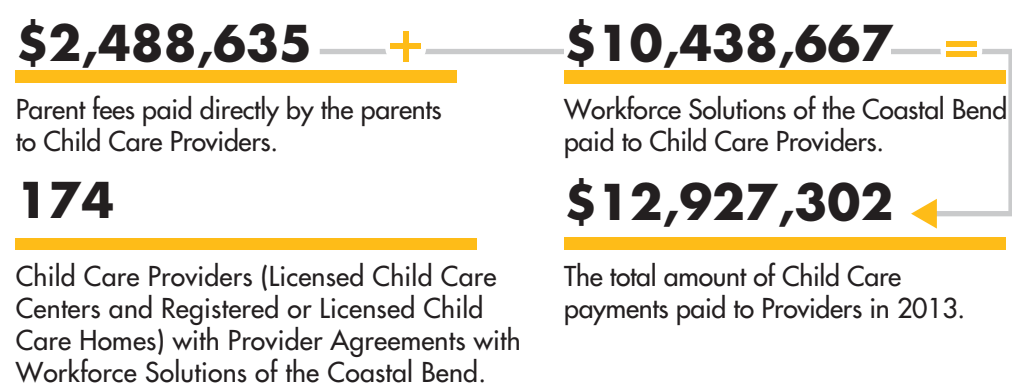 $2,488,635 + $10,438,667 =
Parent fees paid directly by the parents
to Child Care Providers.
Workforce Solutions of the Coastal Bend
paid to Child Care Providers.
174
Child Care Providers (Licensed Child Care
Centers and Registered or Licensed Child
Care Homes) with Provider Agreements with
Workforce Solutions of the Coastal Bend.
$12,927,302
The total amount of Child Care
payments paid to Providers in 2013.